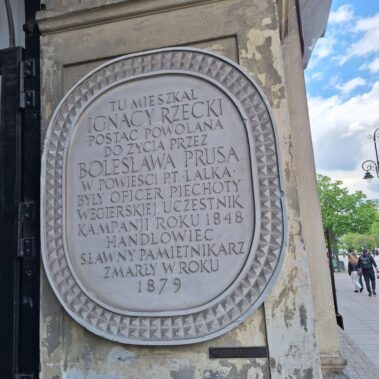 TU MIESZKAŁ
IGNACY RZECKI
POSTAĆ POWOŁANA
DO ŻYCIA PRZEZ
BOLESŁAWA PRUSA
W POWIEŚCI PT. LALKA.
BYŁY OFICER PIECHOTY
WĘGIERSKIEJ UCZESTNIK
KAMPANJI ROKU 1848
HANDLOWIEC
SŁAWNY PAMIĘTNIKARZ
ZMARŁY W ROKU
1879